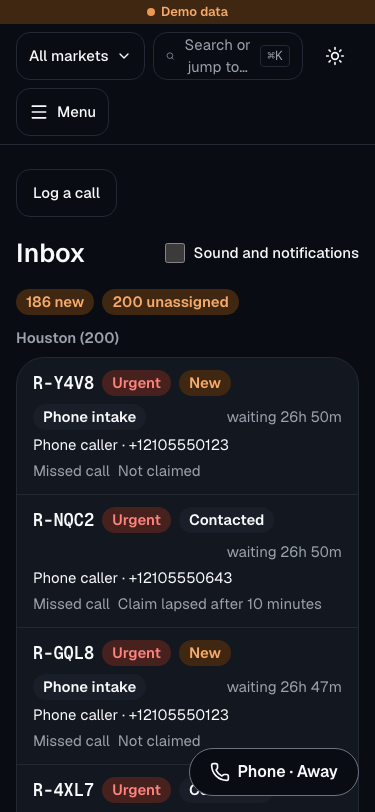 Demo data
All markets
Search or
jump to...
⌘K
Menu
Log a call
Inbox
Sound and notifications
186 new
200 unassigned
Houston (200)
R-Y4V8 Urgent New
Phone intake waiting 26h 50m
Phone caller · +12105550123
Missed call Not claimed
R-NQC2 Urgent Contacted
waiting 26h 50m
Phone caller · +12105550643
Missed call Claim lapsed after 10 minutes
R-GQL8 Urgent New
Phone intake waiting 26h 47m
Phone caller · +12105550123
Missed call Not claimed
R-4XL7 Urgent
Phone · Away